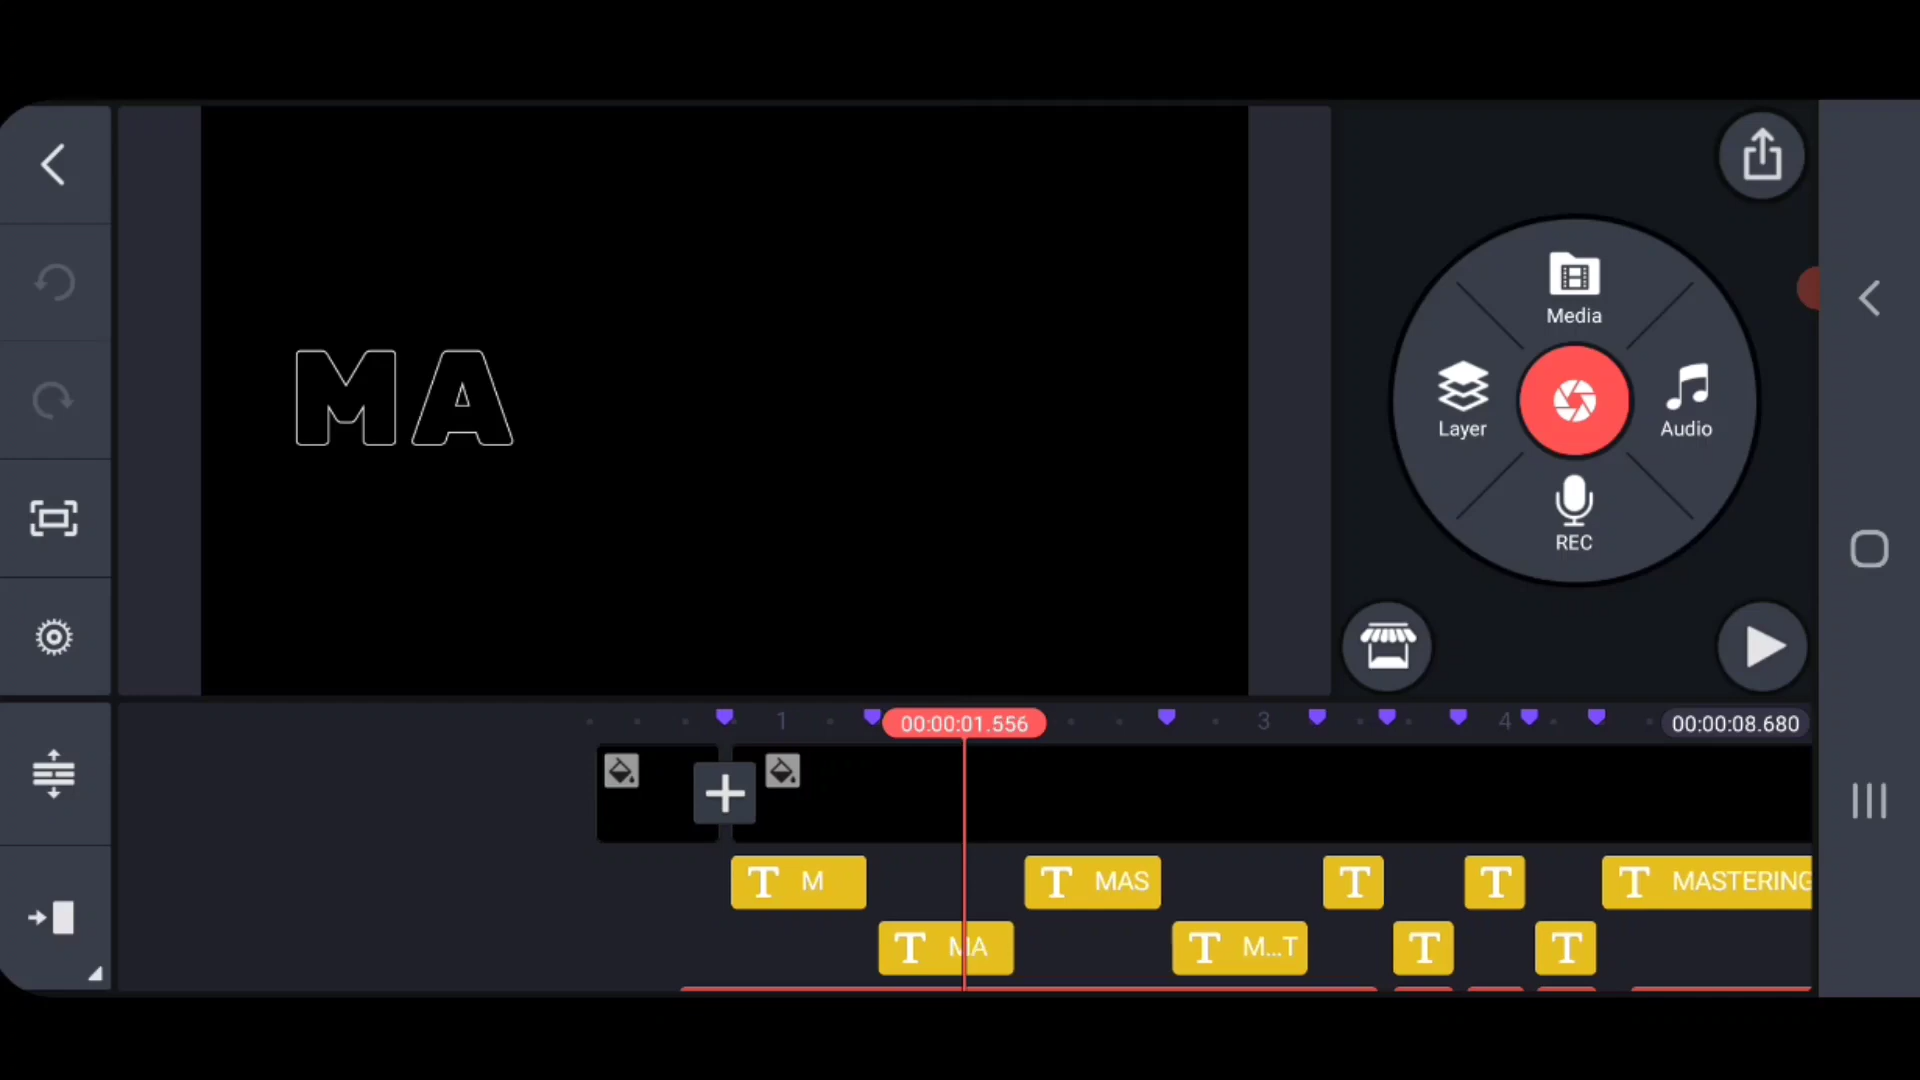 MA
Media
Layer
Audio
REC
1
00:00:01.556
3
4
00:00:08.680
T M
T MAS
T
T
T MASTERING
T MA
T M...T
T
T